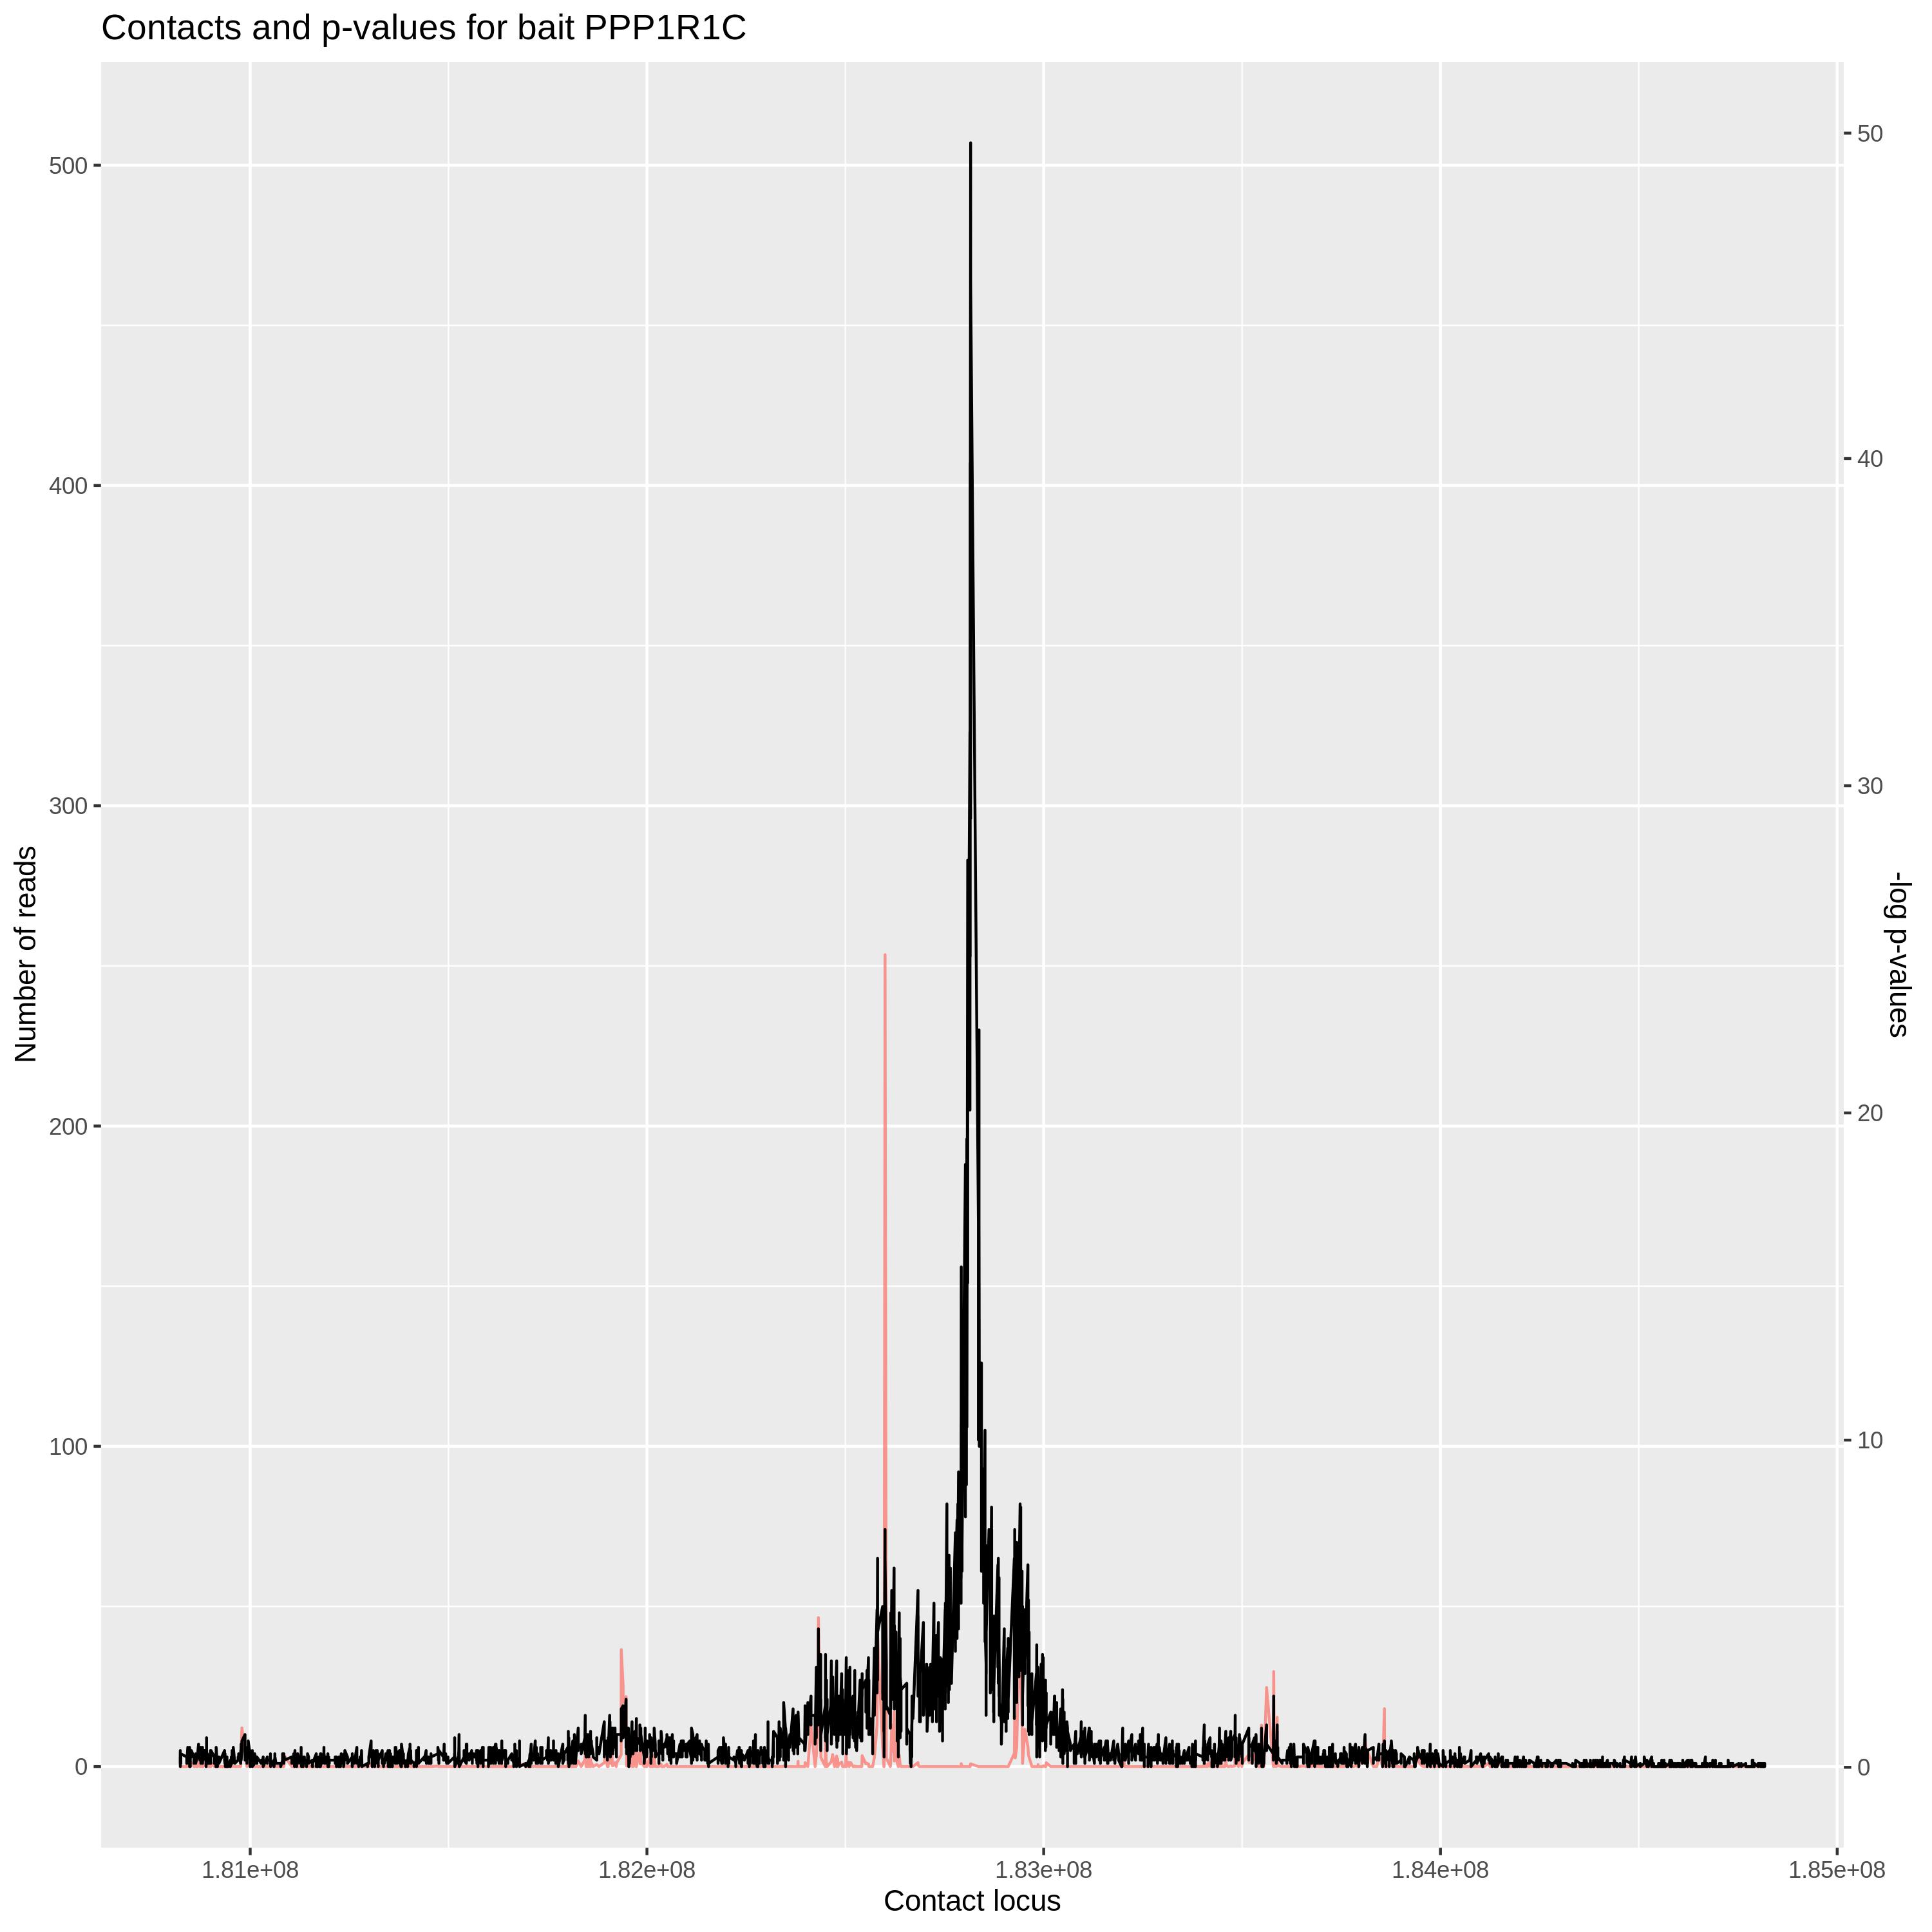 Contacts and p-values for bait PPP1R1C
500
400
300
200
100
0
Number of reads
50
40
30
20
10
0
-log p-values
1.81e+08
1.82e+08
1.83e+08
1.84e+08
1.85e+08
Contact locus